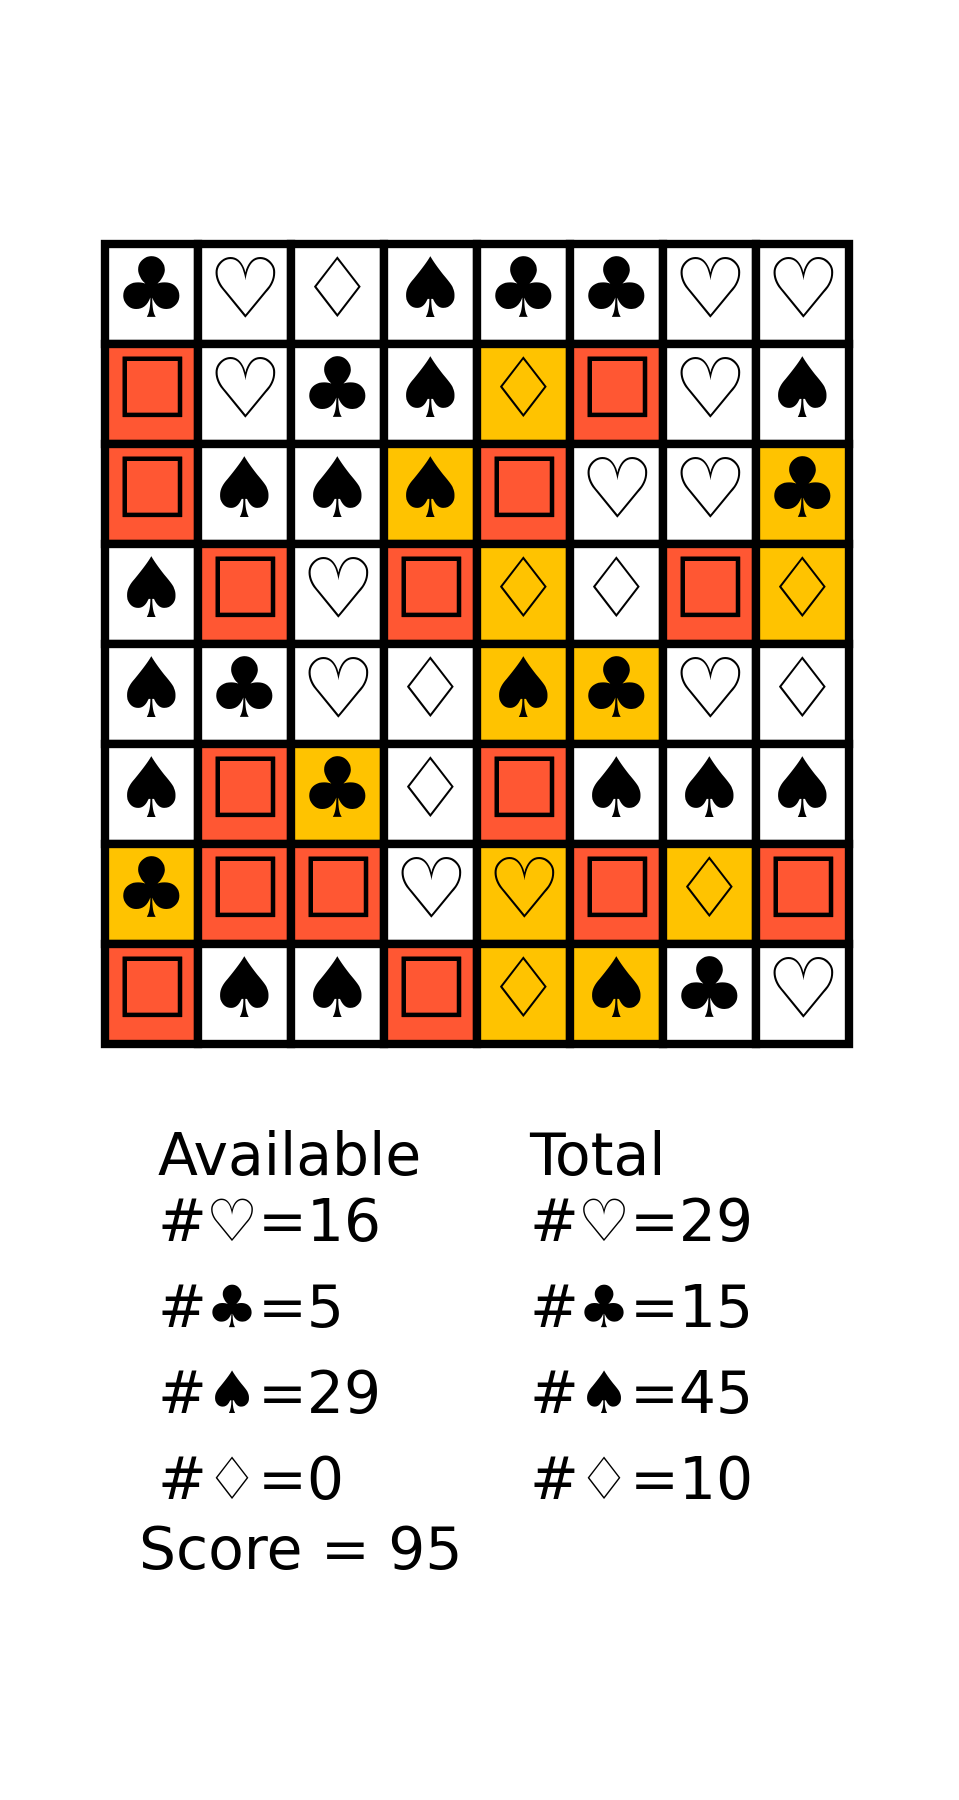 ♣ ♡ ♢ ♠ ♣ ♣ ♡ ♡
□ ♡ ♣ ♠ ♢ □ ♡ ♠
□ ♠ ♠ ♠ □ ♡ ♡ ♣
♠ □ ♡ □ ♢ ♢ □ ♢
♠ ♣ ♡ ♢ ♠ ♣ ♡ ♢
♠ □ ♣ ♢ □ ♠ ♠ ♠
♣ □ □ ♡ ♡ □ ♢ □
□ ♠ ♠ □ ♢ ♠ ♣ ♡
Available Total
#♡=16 #♡=29
#♣=5 #♣=15
#♠=29 #♠=45
#♢=0 #♢=10
Score = 95